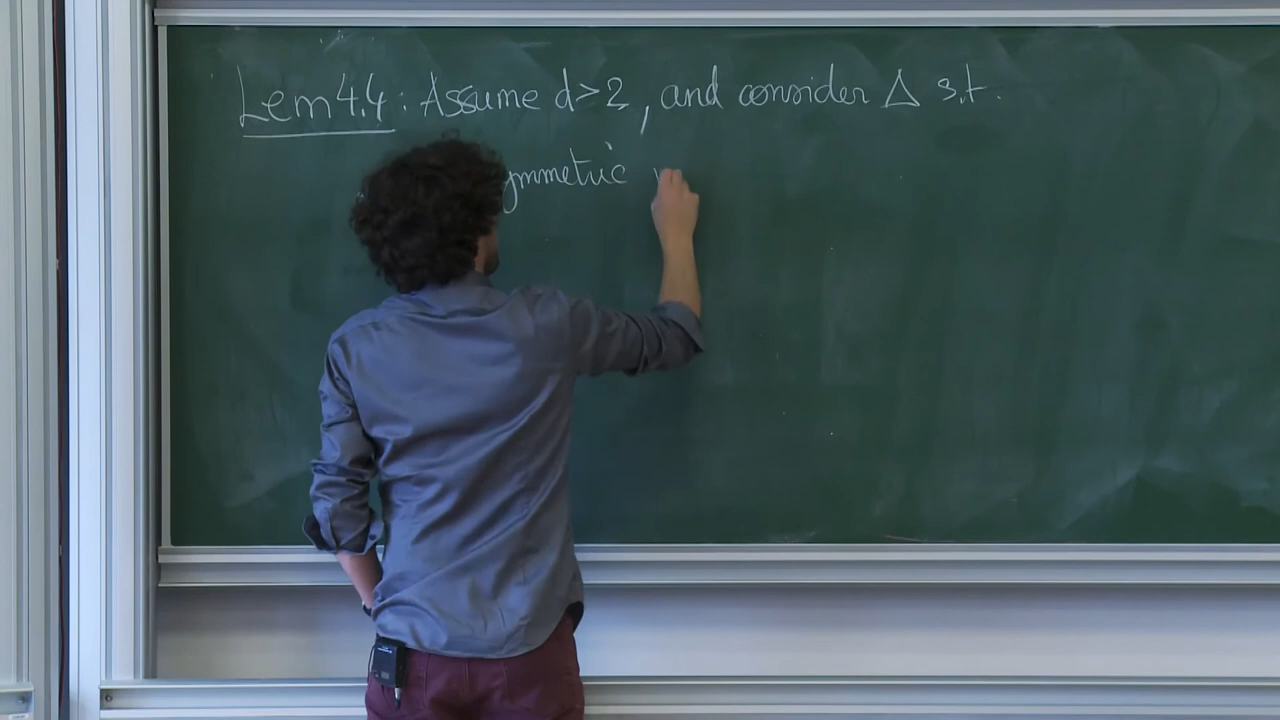 Lem 4.4: Assume d>2, and consider Δ s.t.
ymmetric